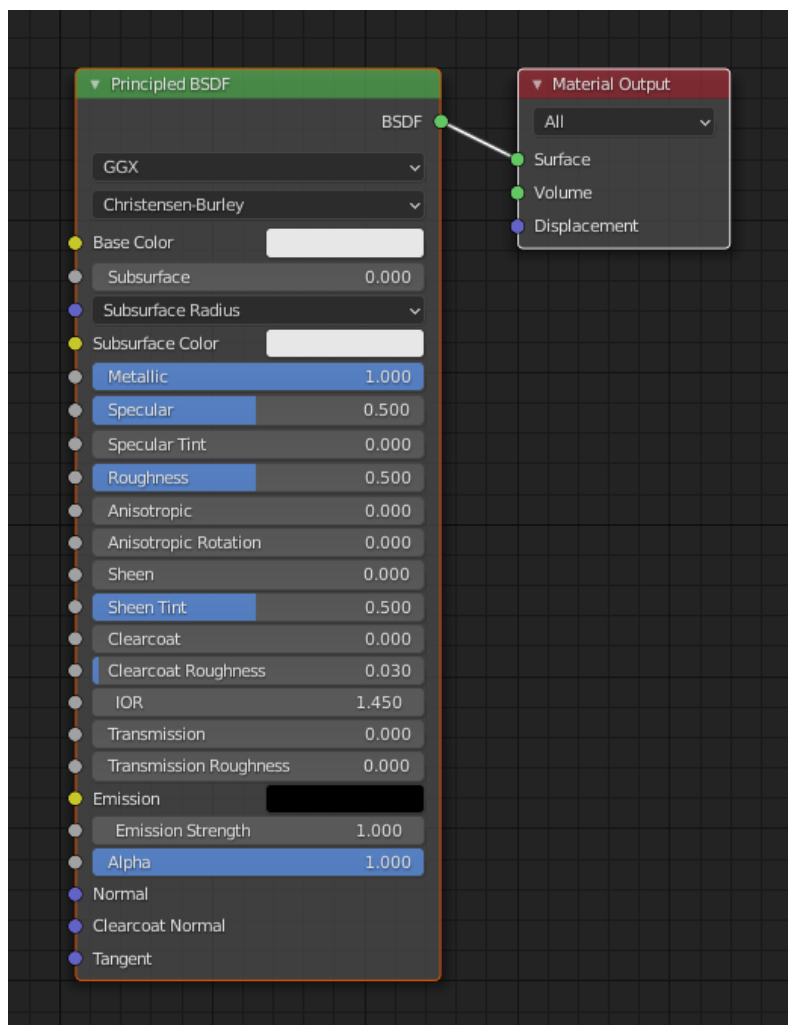 Principled BSDF
BSDF
GGX
Christensen-Burley
Base Color
Subsurface 0.000
Subsurface Radius
Subsurface Color
Metallic 1.000
Specular 0.500
Specular Tint 0.000
Roughness 0.500
Anisotropic 0.000
Anisotropic Rotation 0.000
Sheen 0.000
Sheen Tint 0.500
Clearcoat 0.000
Clearcoat Roughness 0.030
IOR 1.450
Transmission 0.000
Transmission Roughness 0.000
Emission
Emission Strength 1.000
Alpha 1.000
Normal
Clearcoat Normal
Tangent
Material Output
All
Surface
Volume
Displacement